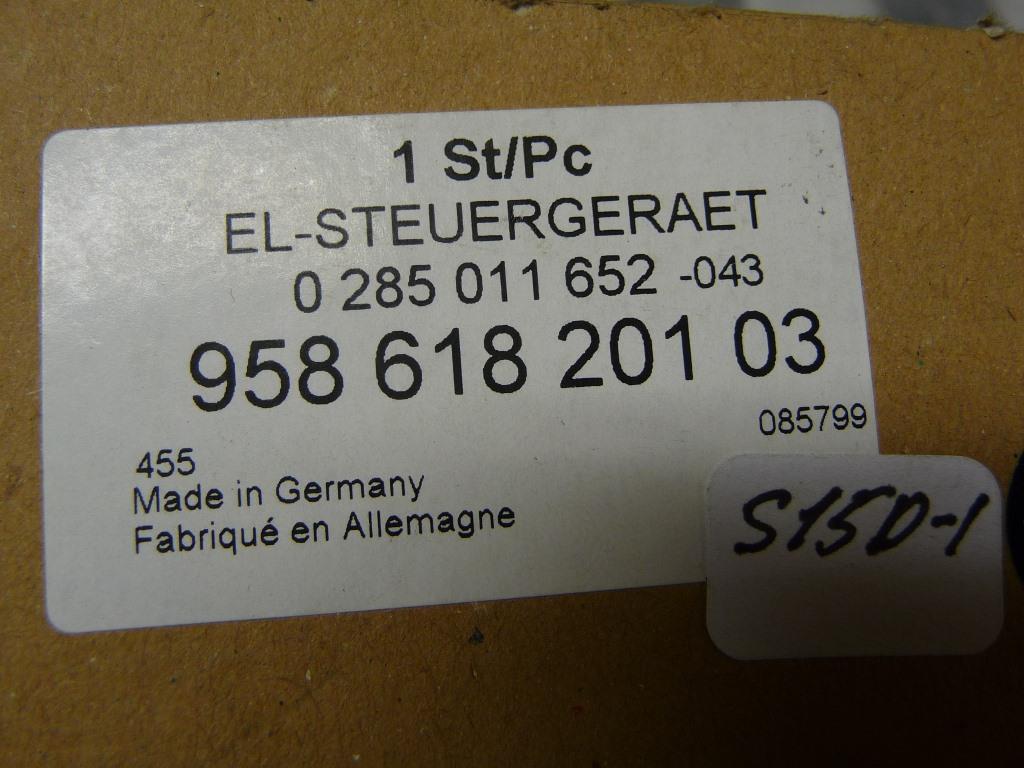 1 St/Pc
EL-STEUERGERAET
0 285 011 652 -043
958 618 201 03
085799
455
Made in Germany
Fabriqué en Allemagne
S15D-1